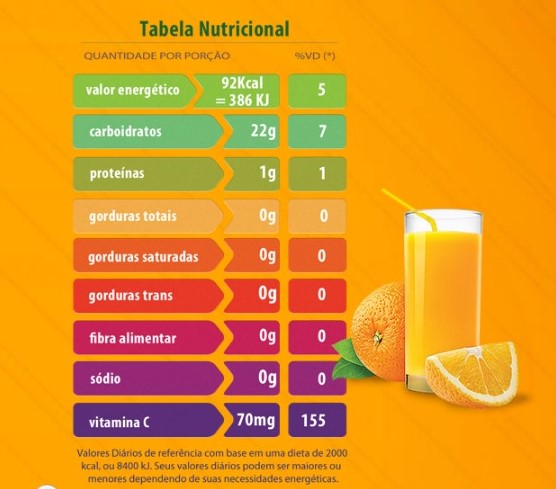 Tabela Nutricional
QUANTIDADE POR PORÇÃO %VD (*)
valor energético 92Kcal = 386 KJ 5
carboidratos 22g 7
proteínas 1g 1
gorduras totais 0g 0
gorduras saturadas 0g 0
gorduras trans 0g 0
fibra alimentar 0g 0
sódio 0g 0
vitamina C 70mg 155
Valores Diários de referência com base em uma dieta de 2000
kcal, ou 8400 kJ. Seus valores diários podem ser maiores ou
menores dependendo de suas necessidades energéticas.